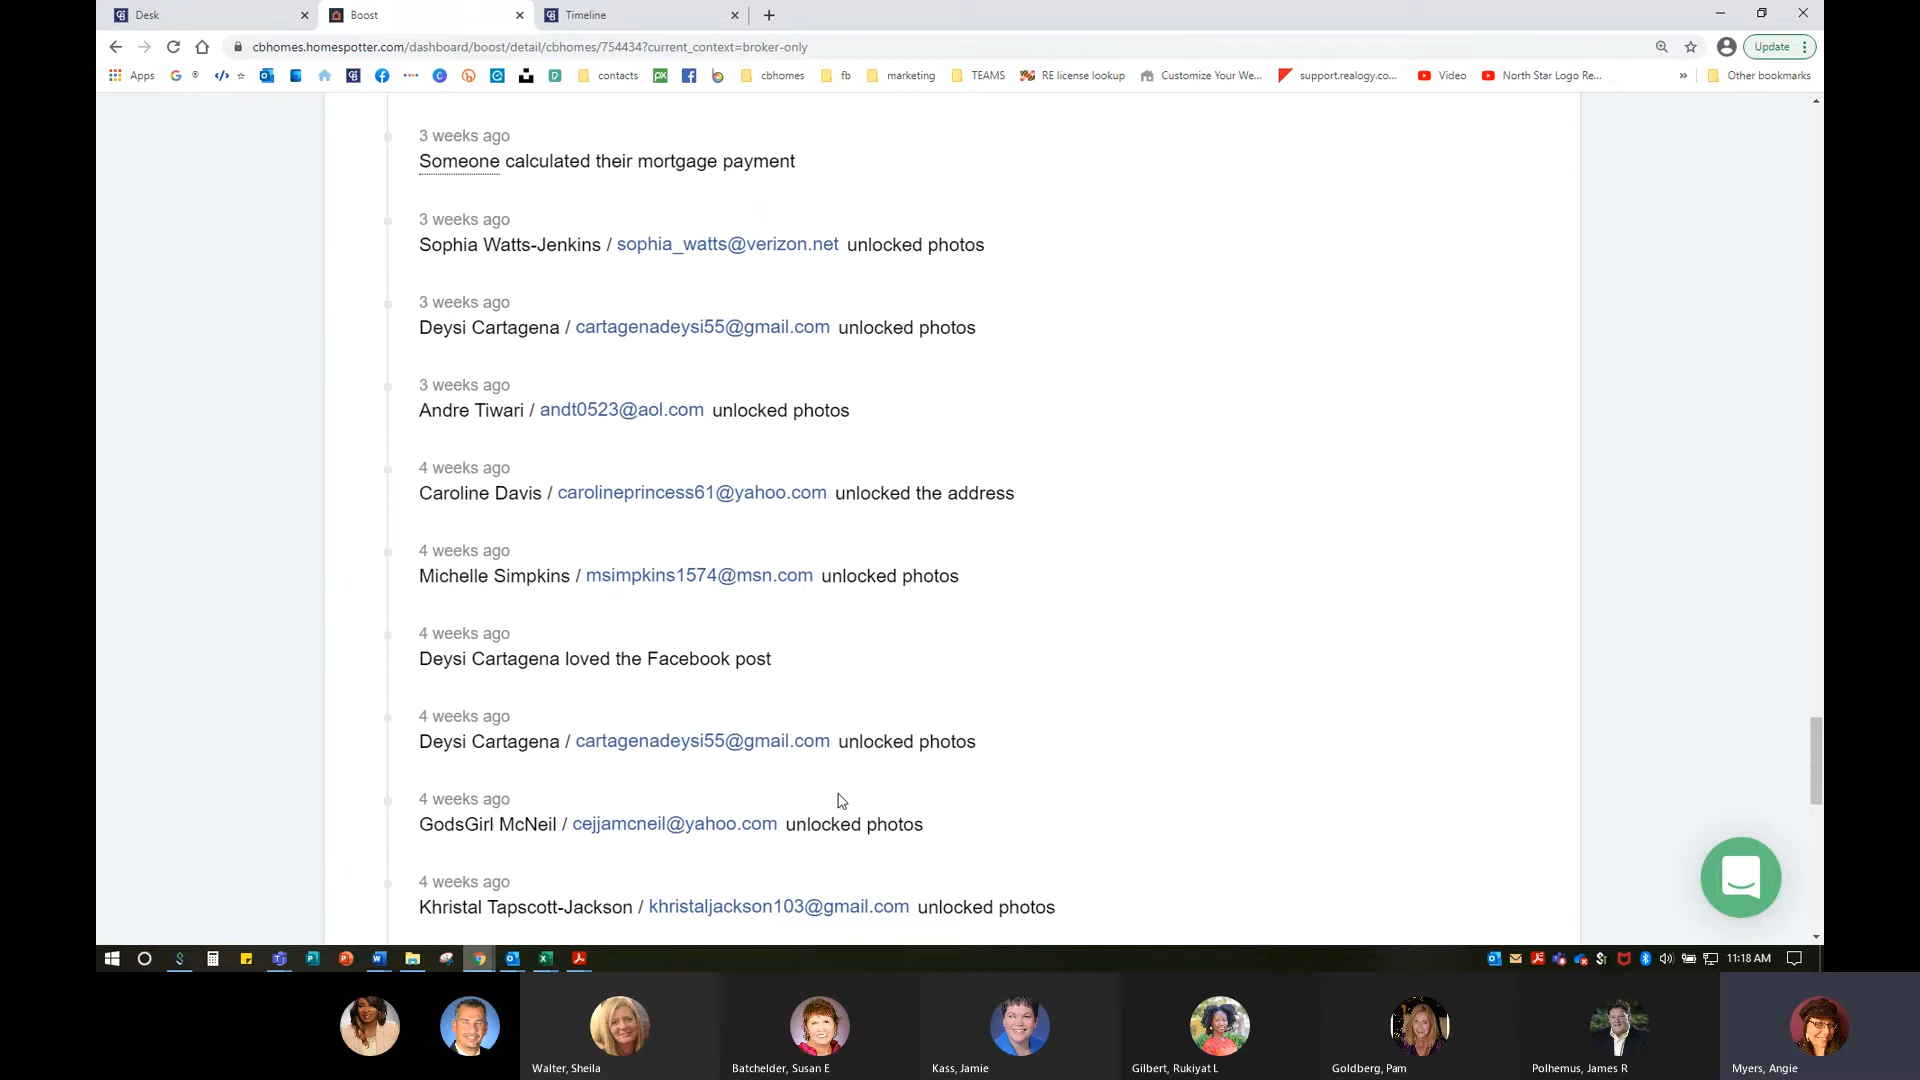 Desk
Boost
Timeline
cbhomes.homespotter.com/dashboard/boost/detail/cbhomes/754434?current_context=broker-only
Update
Apps
contacts
cbhomes
fb
marketing
TEAMS
RE license lookup
Customize Your We...
support.realogy.co...
Video
North Star Logo Re...
»
Other bookmarks
3 weeks ago
Someone calculated their mortgage payment
3 weeks ago
Sophia Watts-Jenkins / sophia_watts@verizon.net unlocked photos
3 weeks ago
Deysi Cartagena / cartagenadeysi55@gmail.com unlocked photos
3 weeks ago
Andre Tiwari / andt0523@aol.com unlocked photos
4 weeks ago
Caroline Davis / carolineprincess61@yahoo.com unlocked the address
4 weeks ago
Michelle Simpkins / msimpkins1574@msn.com unlocked photos
4 weeks ago
Deysi Cartagena loved the Facebook post
4 weeks ago
Deysi Cartagena / cartagenadeysi55@gmail.com unlocked photos
4 weeks ago
GodsGirl McNeil / cejjamcneil@yahoo.com unlocked photos
4 weeks ago
Khristal Tapscott-Jackson / khristaljackson103@gmail.com unlocked photos
11:18 AM
Walter, Sheila
Batchelder, Susan E
Kass, Jamie
Gilbert, Rukiyat L
Goldberg, Pam
Polhemus, James R
Myers, Angie